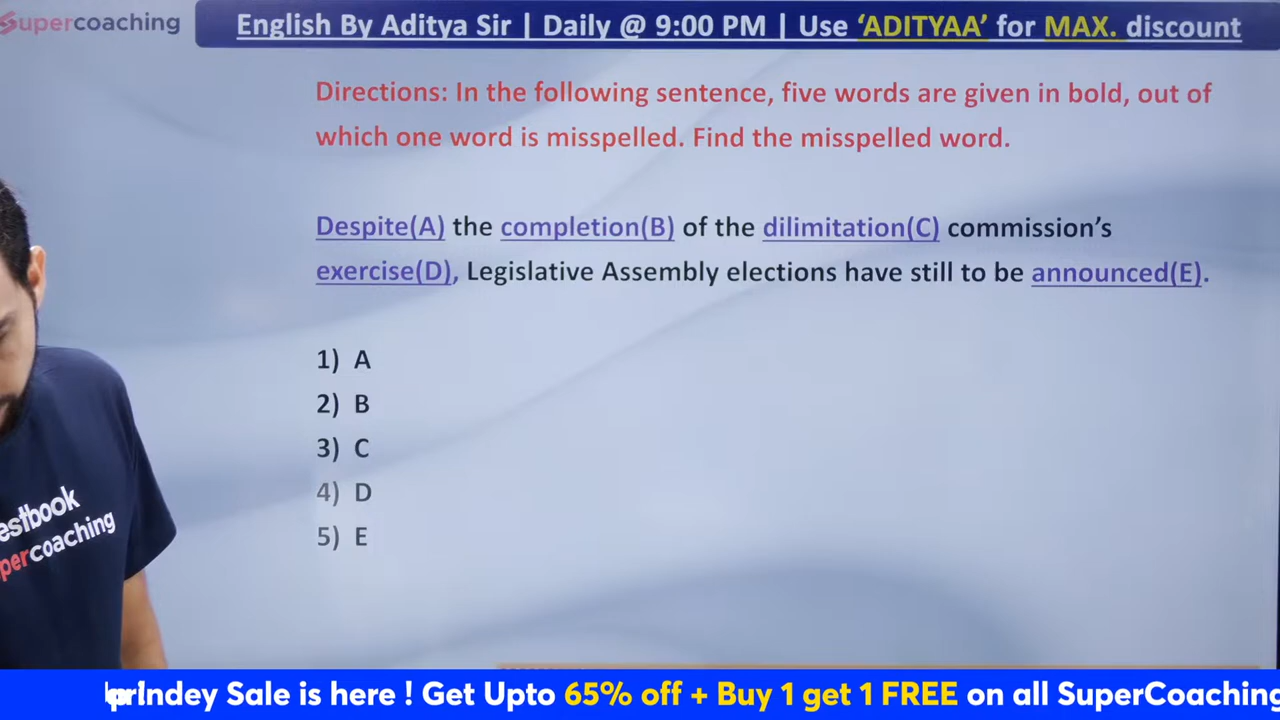 Supercoaching
English By Aditya Sir | Daily @ 9:00 PM | Use ‘ADITYAA’ for MAX. discount
Directions: In the following sentence, five words are given in bold, out of
which one word is misspelled. Find the misspelled word.
Despite(A) the completion(B) of the dilimitation(C) commission’s
exercise(D), Legislative Assembly elections have still to be announced(E).
1) A
2) B
3) C
4) D
5) E
estbook
percoaching
Indey Sale is here ! Get Upto 65% off + Buy 1 get 1 FREE on all SuperCoaching